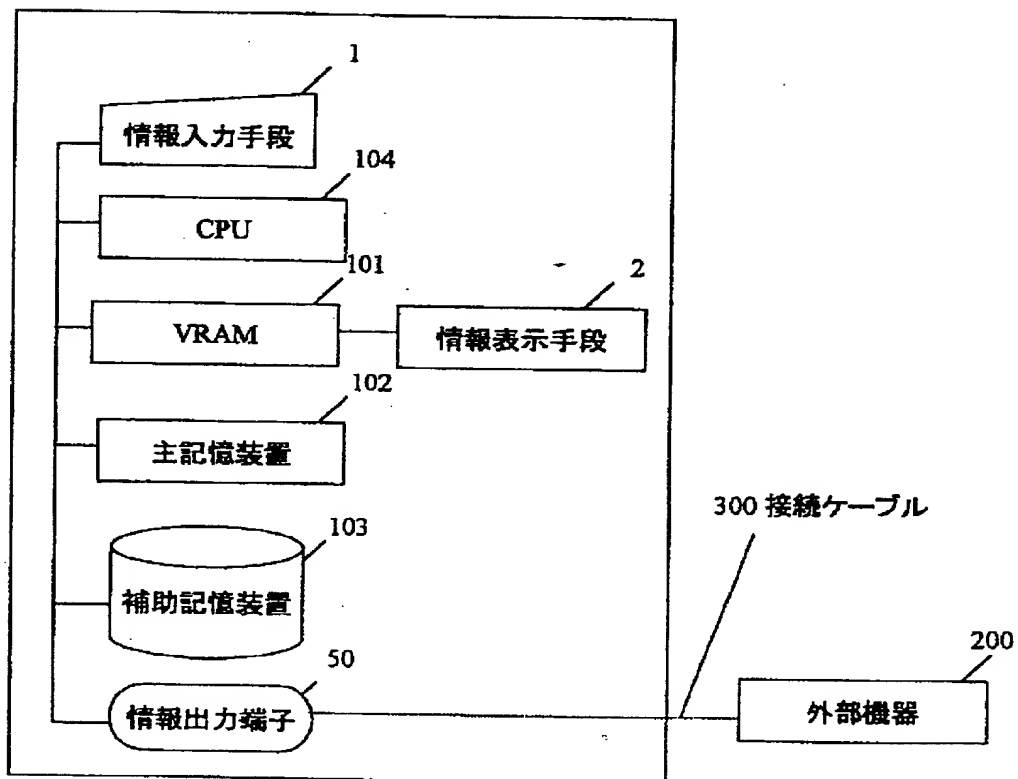 1
情報入力手段
104
CPU
101
VRAM
2
情報表示手段
102
主記憶装置
300 接続ケーブル
103
補助記憶装置
50
情報出力端子
200
外部機器